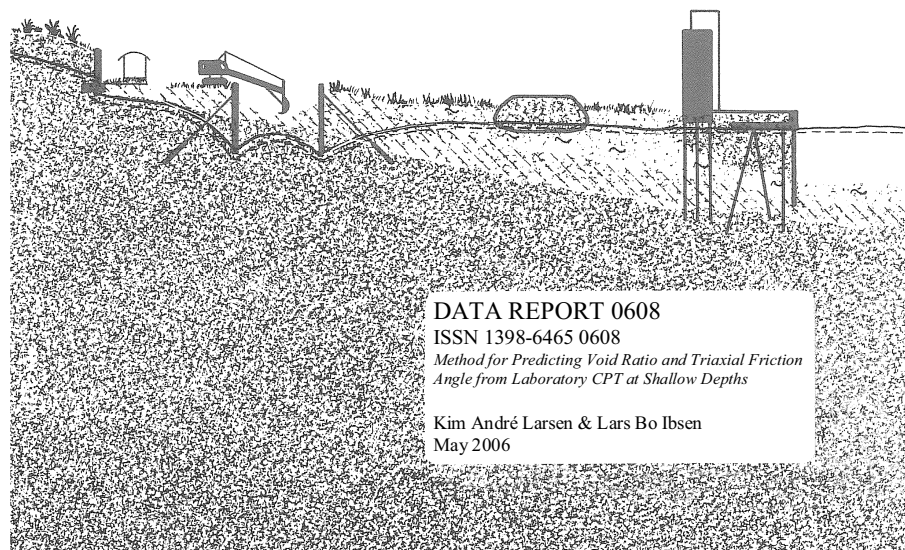 DATA REPORT 0608
ISSN 1398-6465 0608
Method for Predicting Void Ratio and Triaxial Friction
Angle from Laboratory CPT at Shallow Depths
Kim André Larsen & Lars Bo Ibsen
May 2006